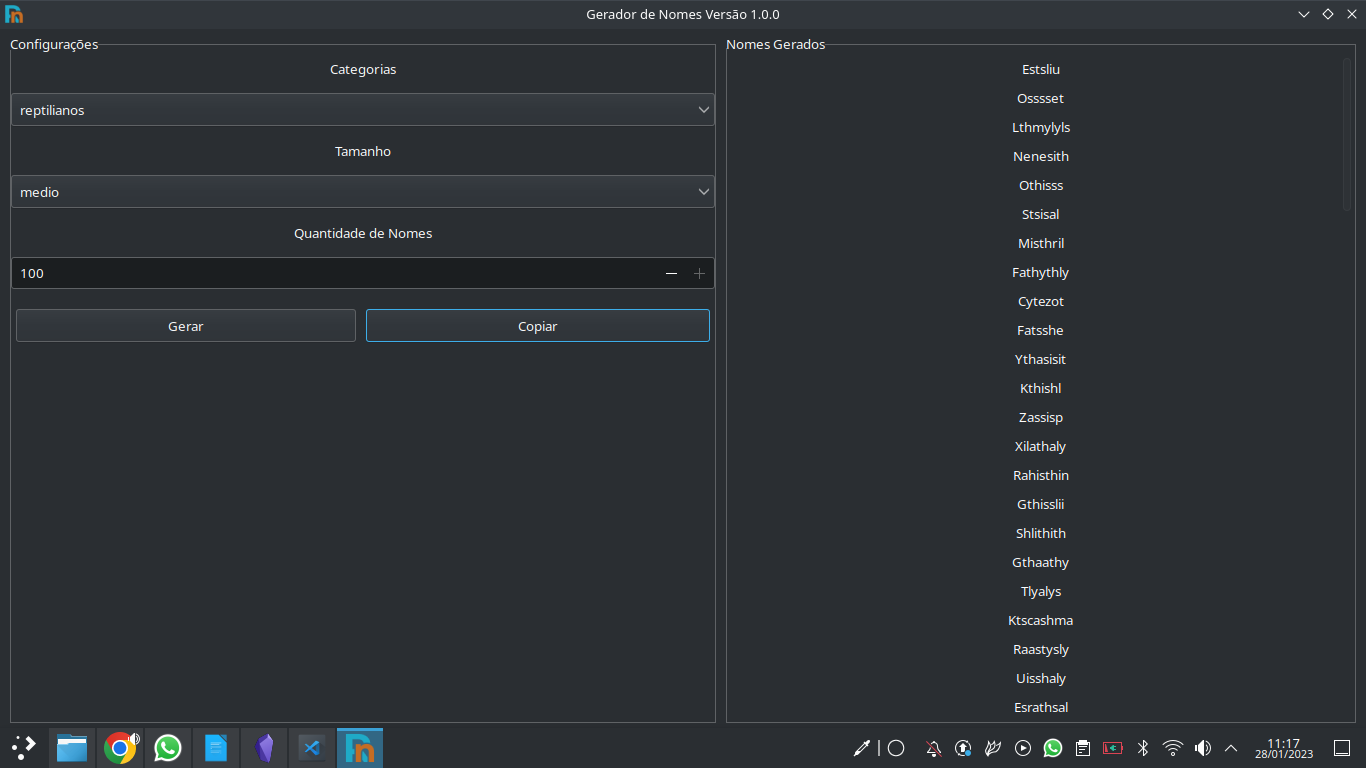 Gerador de Nomes Versão 1.0.0
Configurações
Categorias
reptilianos
Tamanho
medio
Quantidade de Nomes
100
Gerar
Copiar
Nomes Gerados
Estsliu
Osssset
Lthmylyls
Nenesith
Othisss
Stsisal
Misthril
Fathythly
Cytezot
Fatsshe
Ythasisit
Kthishl
Zassisp
Xilathaly
Rahisthin
Gthisslii
Shlithith
Gthaathy
Tlyalys
Ktscashma
Raastysly
Uisshaly
Esrathsal
11:17
28/01/2023